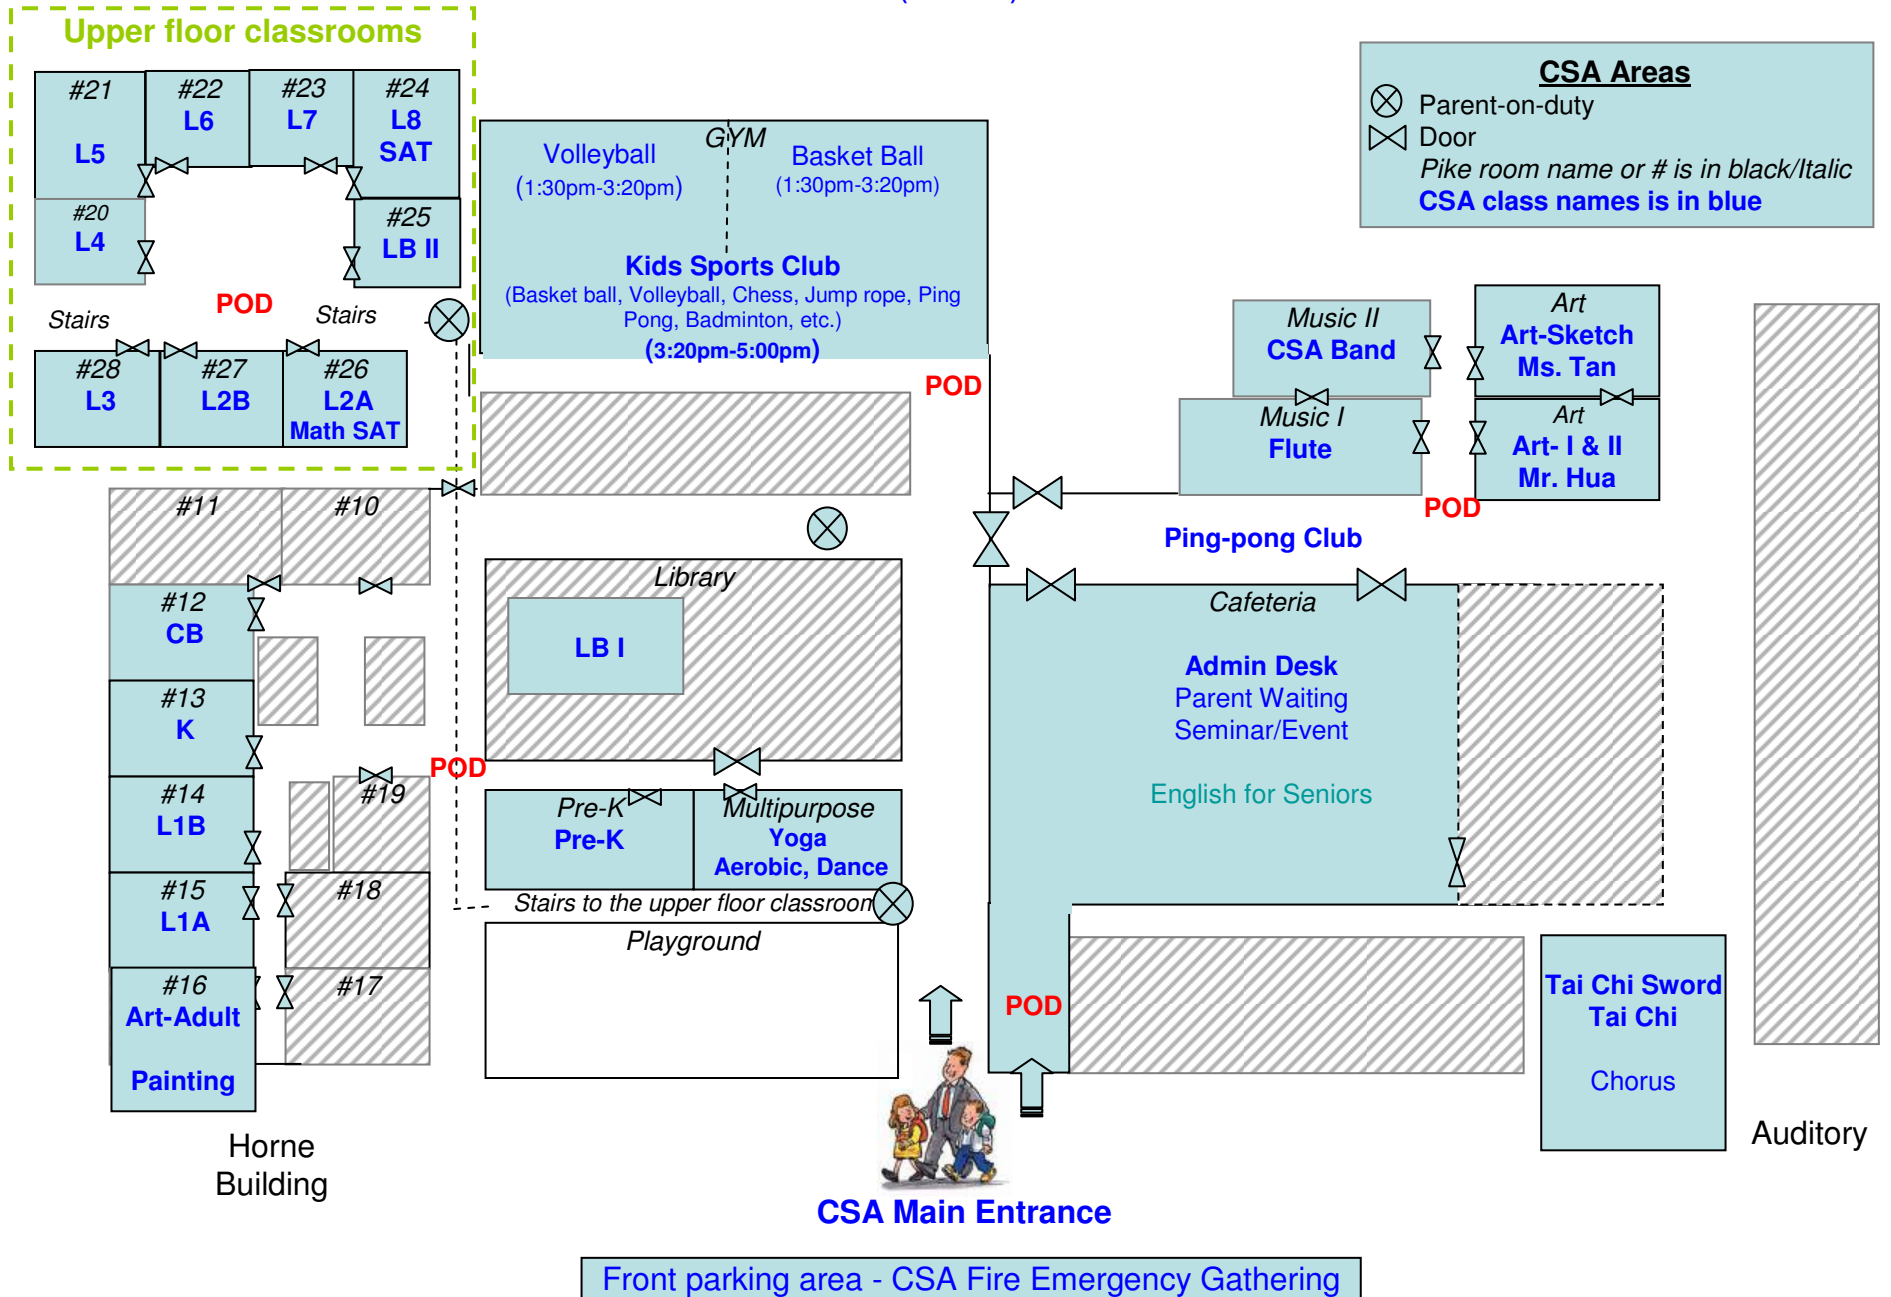 Upper floor classrooms
#21
L5
#22
L6
#23
L7
#24
L8
SAT
#20
L4
#25
LB II
POD
Stairs
Stairs
#28
L3
#27
L2B
#26
L2A
Math SAT
GYM
Volleyball
(1:30pm-3:20pm)
Basket Ball
(1:30pm-3:20pm)
Kids Sports Club
(Basket ball, Volleyball, Chess, Jump rope, Ping
Pong, Badminton, etc.)
(3:20pm-5:00pm)
CSA Areas
Parent-on-duty
Door
Pike room name or # is in black/Italic
CSA class names is in blue
POD
Music II
CSA Band
Music I
Flute
Art
Art-Sketch
Ms. Tan
Art
Art- I & II
Mr. Hua
POD
Ping-pong Club
#11
#10
#12
CB
#13
K
#14
L1B
#15
L1A
#16
Art-Adult
Painting
#19
#18
#17
POD
Library
LB I
Pre-K
Pre-K
Multipurpose
Yoga
Aerobic, Dance
Stairs to the upper floor classroom
Playground
Cafeteria
Admin Desk
Parent Waiting
Seminar/Event
English for Seniors
POD
Tai Chi Sword
Tai Chi
Chorus
Auditory
Horne
Building
CSA Main Entrance
Front parking area - CSA Fire Emergency Gathering